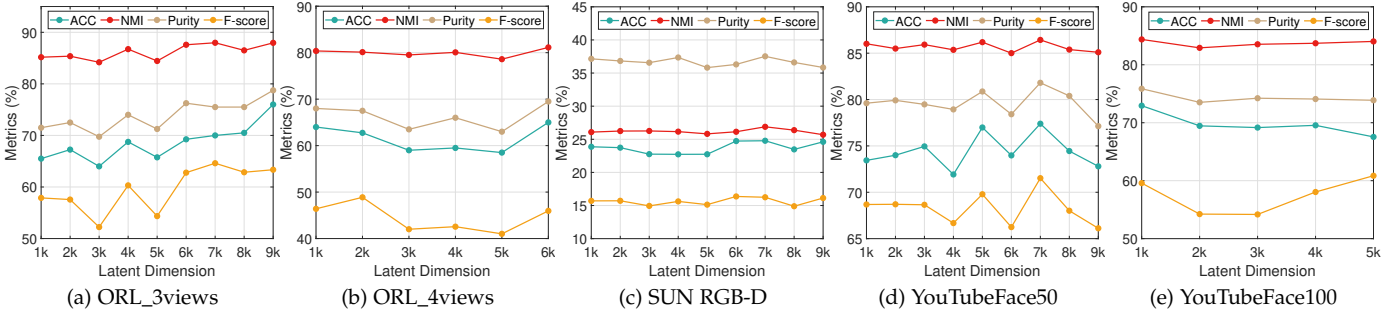 ACC NMI Purity F-score
Metrics (%)
90
80
70
60
50
1k 2k 3k 4k 5k 6k 7k 8k 9k
Latent Dimension
(a) ORL_3views
ACC NMI Purity F-score
Metrics (%)
90
80
70
60
50
40
1k 2k 3k 4k 5k 6k
Latent Dimension
(b) ORL_4views
ACC NMI Purity F-score
Metrics (%)
45
40
35
30
25
20
15
10
1k 2k 3k 4k 5k 6k 7k 8k 9k
Latent Dimension
(c) SUN RGB-D
ACC NMI Purity F-score
Metrics (%)
90
85
80
75
70
65
1k 2k 3k 4k 5k 6k 7k 8k 9k
Latent Dimension
(d) YouTubeFace50
ACC NMI Purity F-score
Metrics (%)
90
80
70
60
50
1k 2k 3k 4k 5k
Latent Dimension
(e) YouTubeFace100